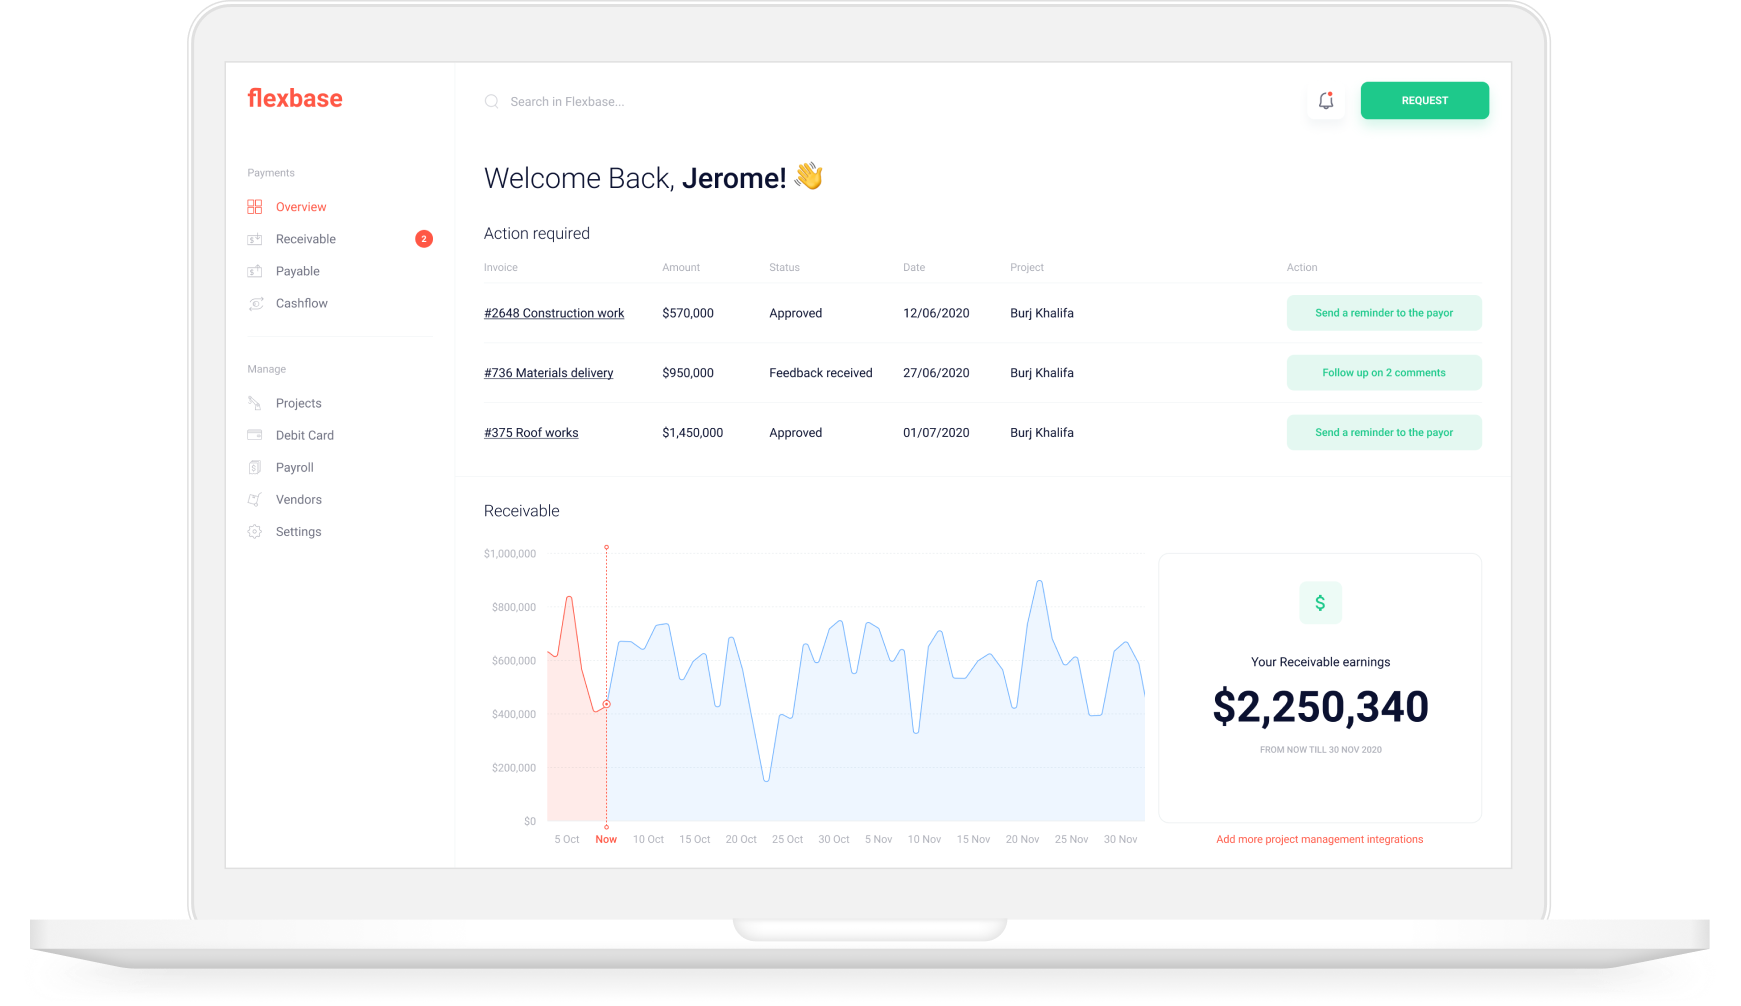 flexbase
Search in Flexbase...
REQUEST
Payments
Overview
Receivable 2
Payable
Cashflow
Manage
Projects
Debit Card
Payroll
Vendors
Settings
Welcome Back, Jerome! 👋
Action required
Invoice Amount Status Date Project Action
#2648 Construction work $570,000 Approved 12/06/2020 Burj Khalifa Send a reminder to the payor
#736 Materials delivery $950,000 Feedback received 27/06/2020 Burj Khalifa Follow up on 2 comments
#375 Roof works $1,450,000 Approved 01/07/2020 Burj Khalifa Send a reminder to the payor
Receivable
$1,000,000
$800,000
$600,000
$400,000
$200,000
$0
5 Oct Now 10 Oct 15 Oct 20 Oct 25 Oct 30 Oct 5 Nov 10 Nov 15 Nov 20 Nov 25 Nov 30 Nov
$
Your Receivable earnings
$2,250,340
FROM NOW TILL 30 NOV 2020
Add more project management integrations